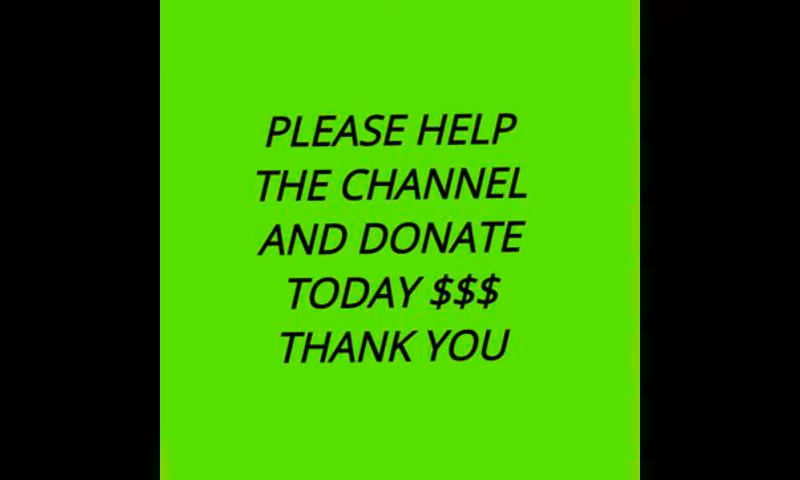 PLEASE HELP
THE CHANNEL
AND DONATE
TODAY $$$
THANK YOU